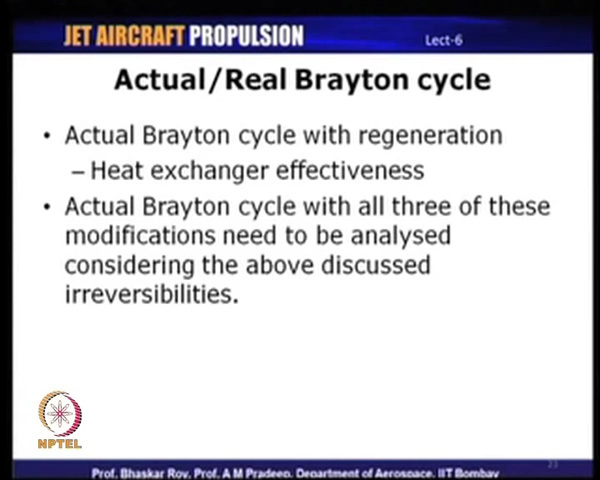 JET AIRCRAFT PROPULSION
Lect-6
Actual/Real Brayton cycle
• Actual Brayton cycle with regeneration
– Heat exchanger effectiveness
• Actual Brayton cycle with all three of these
modifications need to be analysed
considering the above discussed
irreversibilities.
NPTEL
23
Prof. Bhaskar Roy, Prof. A M Pradeep, Department of Aerospace, IIT Bombay